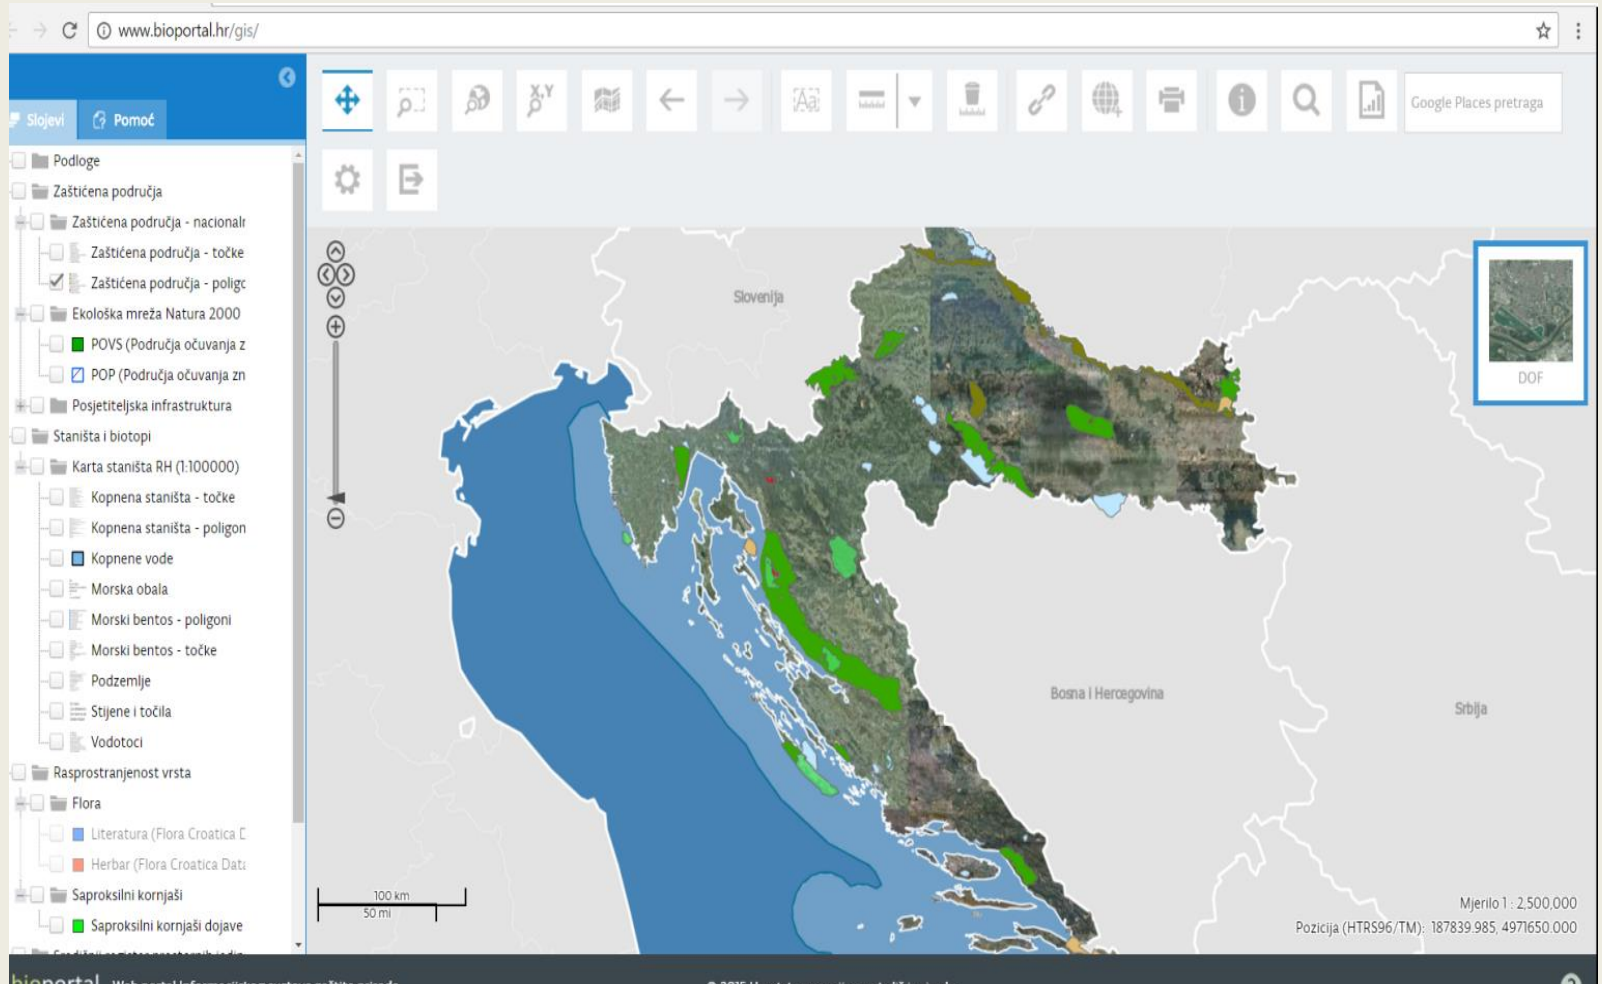 www.bioportal.hr/gis/
Slojevi
Pomoć
X,Y
Aa
Google Places pretraga
Podloge
Zaštićena područja
Zaštićena područja - nacionalr
Zaštićena područja - točke
Zaštićena područja - poligc
Ekološka mreža Natura 2000
POVS (Područja očuvanja z
POP (Područja očuvanja zn
Posjetiteljska infrastruktura
Staništa i biotopi
Karta staništa RH (1:100000)
Kopnena staništa - točke
Kopnena staništa - poligon
Kopnene vode
Morska obala
Morski bentos - poligoni
Morski bentos - točke
Podzemlje
Stijene i točila
Vodotoci
Rasprostranjenost vrsta
Flora
Literatura (Flora Croatica D
Herbar (Flora Croatica Data
Saproksilni kornjaši
Saproksilni kornjaši dojave
Slovenija
DOF
Bosna i Hercegovina
Srbija
100 km
50 mi
Mjerilo 1 : 2,500,000
Pozicija (HTRS96/TM): 187839.985, 4971650.000
bioportal